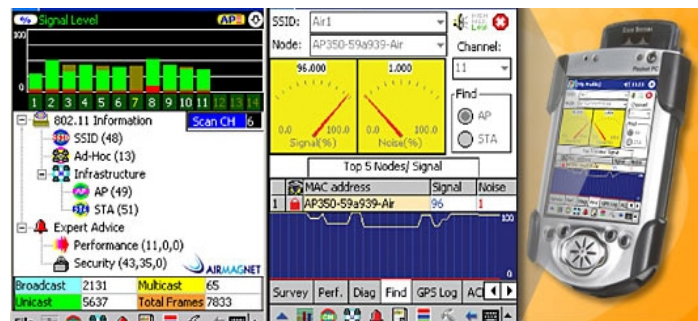 % Signal Level AP
100
0
1 2 3 4 5 6 7 8 9 10 11 12 13 14
802.11 Information
Scan CH 6
SSID (48)
Ad-Hoc (13)
Infrastructure
AP (49)
STA (51)
Expert Advice
Performance (11,0,0)
Security (43,35,0)
AIRMAGNET
Broadcast 2131 Multicast 65
Unicast 5637 Total Frames 7833
File
SSID: Air1
Node: AP350-59a939-Air
Channel:
11
96.000
0.0 100.0
Signal(%)
1.000
0.0 100.0
Noise(%)
Find
AP
STA
Top 5 Nodes/ Signal
MAC address Signal Noise
1 AP350-59a939-Air 96 1
100
0
Survey Perf. Diag Find GPS Log AC
Pocket PC